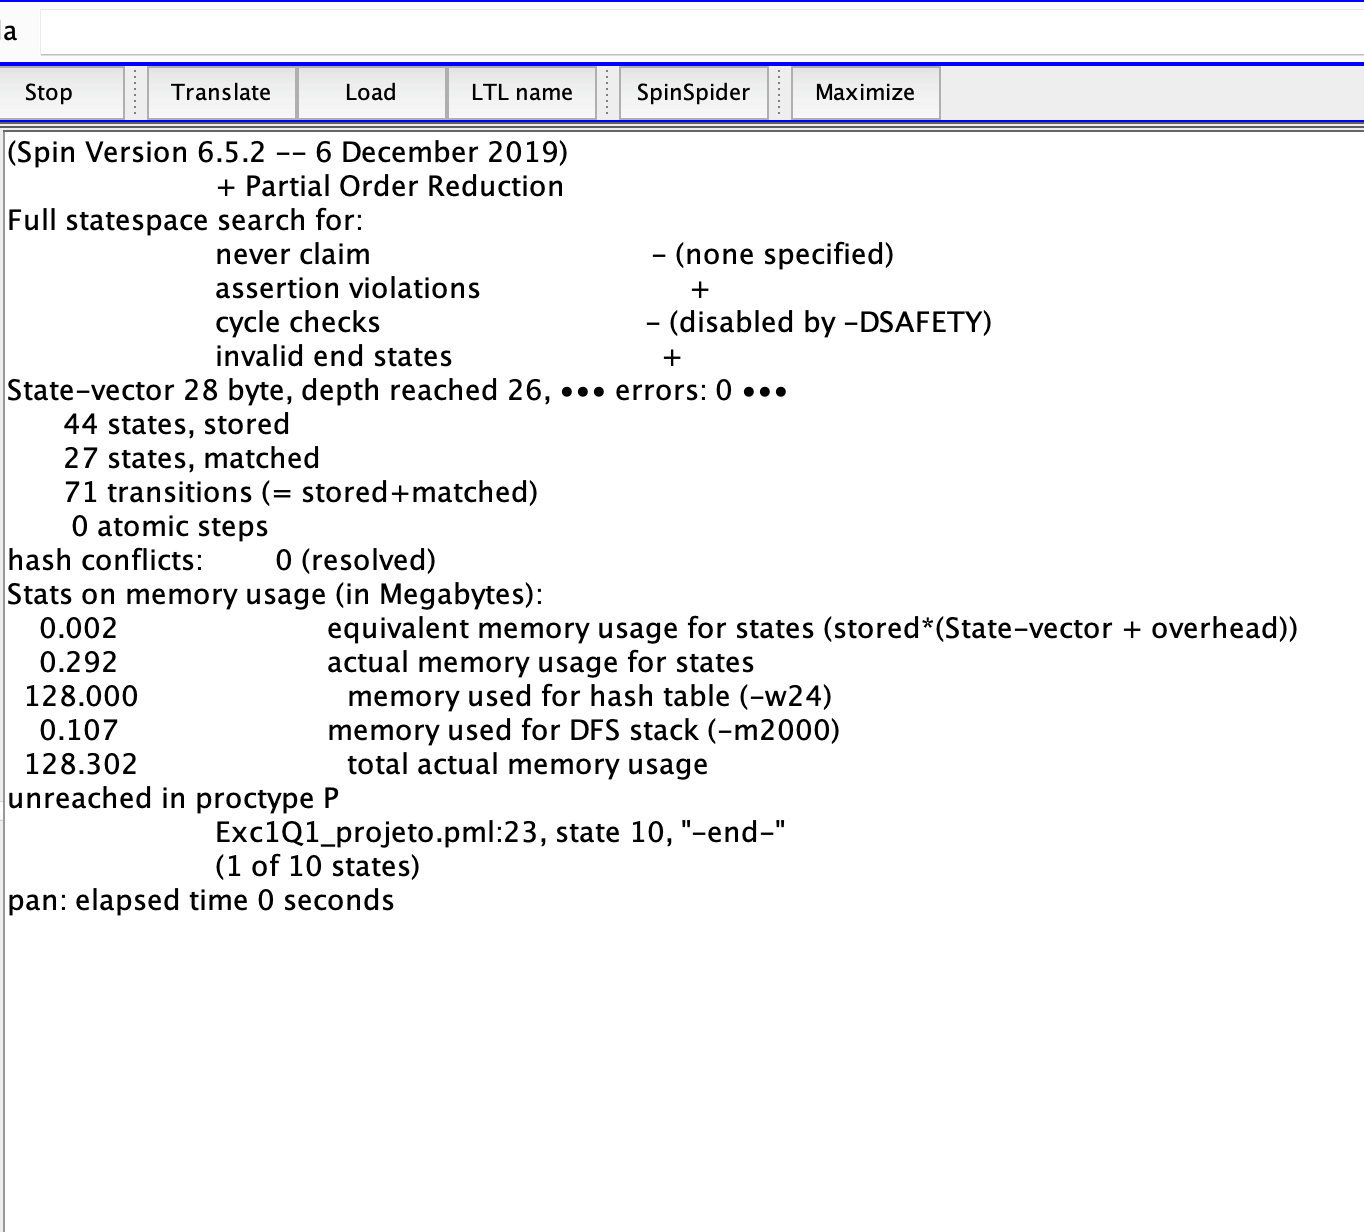 la
Stop Translate Load LTL name SpinSpider Maximize
(Spin Version 6.5.2 -- 6 December 2019)
+ Partial Order Reduction
Full statespace search for:
never claim - (none specified)
assertion violations +
cycle checks - (disabled by -DSAFETY)
invalid end states +
State-vector 28 byte, depth reached 26, ••• errors: 0 •••
44 states, stored
27 states, matched
71 transitions (= stored+matched)
0 atomic steps
hash conflicts: 0 (resolved)
Stats on memory usage (in Megabytes):
0.002 equivalent memory usage for states (stored*(State-vector + overhead))
0.292 actual memory usage for states
128.000 memory used for hash table (-w24)
0.107 memory used for DFS stack (-m2000)
128.302 total actual memory usage
unreached in proctype P
Exc1Q1_projeto.pml:23, state 10, "-end-"
(1 of 10 states)
pan: elapsed time 0 seconds